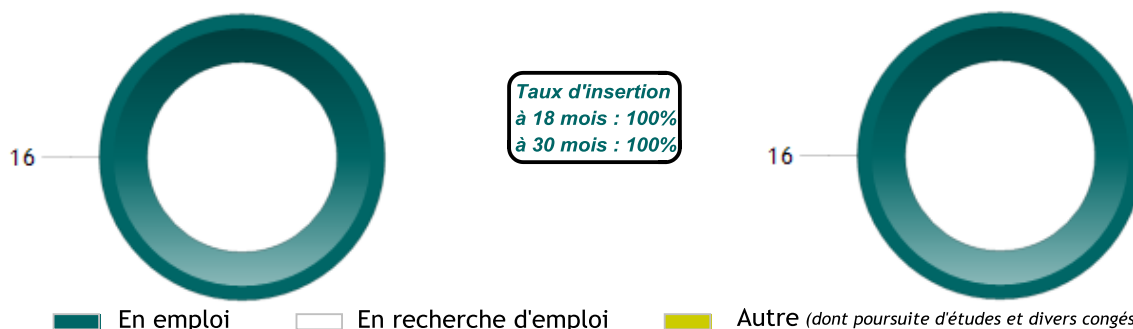 Taux d'insertion
à 18 mois : 100%
à 30 mois : 100%
16
16
En emploi
En recherche d'emploi
Autre (dont poursuite d'études et divers congés